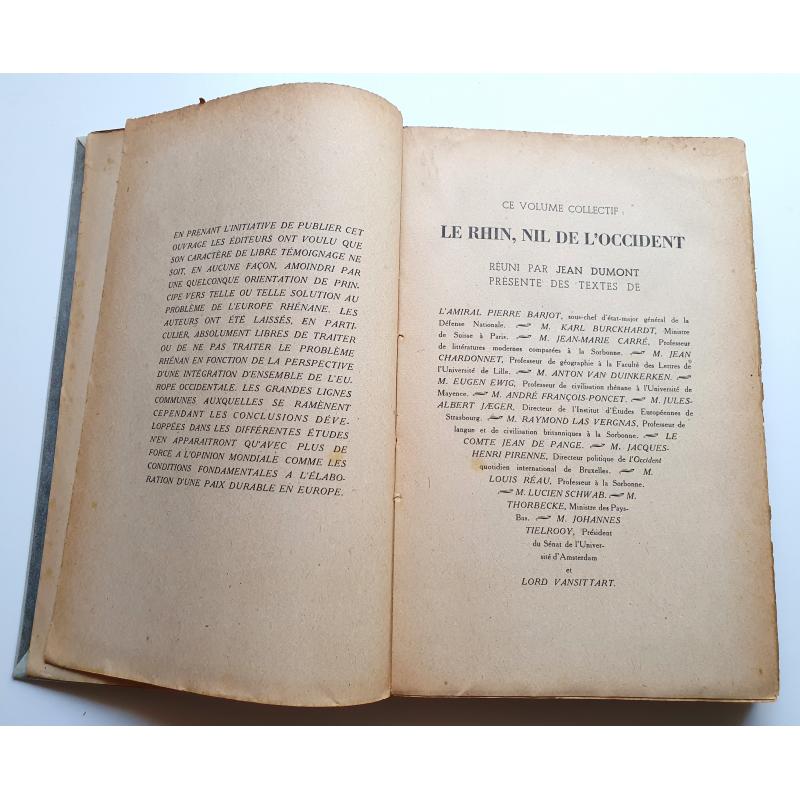 EN PRENANT L'INITIATIVE DE PUBLIER CET
OUVRAGE LES ÉDITEURS ONT VOULU QUE
SON CARACTÈRE DE LIBRE TÉMOIGNAGE NE
SOIT, EN AUCUNE FAÇON, AMOINDRI PAR
UNE QUELCONQUE ORIENTATION DE PRIN-
CIPE VERS TELLE OU TELLE SOLUTION AU
PROBLÈME DE L'EUROPE RHÉNANE. LES
AUTEURS ONT ÉTÉ LAISSÉS, EN PARTI-
CULIER, ABSOLUMENT LIBRES DE TRAITER
OU DE NE PAS TRAITER LE PROBLÈME
RHÉNAN EN FONCTION DE LA PERSPECTIVE
D'UNE INTÉGRATION D'ENSEMBLE DE L'EU-
ROPE OCCIDENTALE. LES GRANDES LIGNES
COMMUNES AUXQUELLES SE RAMÈNENT
CEPENDANT LES CONCLUSIONS DÉVE-
LOPPÉES DANS LES DIFFÉRENTES ÉTUDES
N'EN APPARAITRONT QU'AVEC PLUS DE
FORCE A L'OPINION MONDIALE COMME LES
CONDITIONS FONDAMENTALES A L'ÉLABO-
RATION D'UNE PAIX DURABLE EN EUROPE.
CE VOLUME COLLECTIF :
LE RHIN, NIL DE L'OCCIDENT
RÉUNI PAR JEAN DUMONT
PRÉSENTE DES TEXTES DE
L'AMIRAL PIERRE BARJOT, sous-chef d'état-major général de la
Défense Nationale. M. KARL BURCKHARDT, Ministre
de Suisse à Paris. M. JEAN-MARIE CARRÉ, Professeur
de littératures modernes comparées à la Sorbonne. M. JEAN
CHARDONNET, Professeur de géographie à la Faculté des Lettres de
l'Université de Lille. M. ANTON VAN DUINKERKEN.
M. EUGEN EWIG, Professeur de civilisation rhénane à l'Université de
Mayence. M. ANDRÉ FRANÇOIS-PONCET. M. JULES-
ALBERT JÆGER, Directeur de l'Institut d'Études Européennes de
Strasbourg. M. RAYMOND LAS VERGNAS, Professeur de
langue et de civilisation britanniques à la Sorbonne. LE
COMTE JEAN DE PANGE. M. JACQUES-
HENRI PIRENNE, Directeur politique de l'Occident
quotidien international de Bruxelles. M.
LOUIS RÉAU, Professeur à la Sorbonne.
M. LUCIEN SCHWAB. M.
THORBECKE, Ministre des Pays-
Bas. M. JOHANNES
TIELROOY, Président
du Sénat de l'Univer-
sité d'Amsterdam
et
LORD VANSITTART.